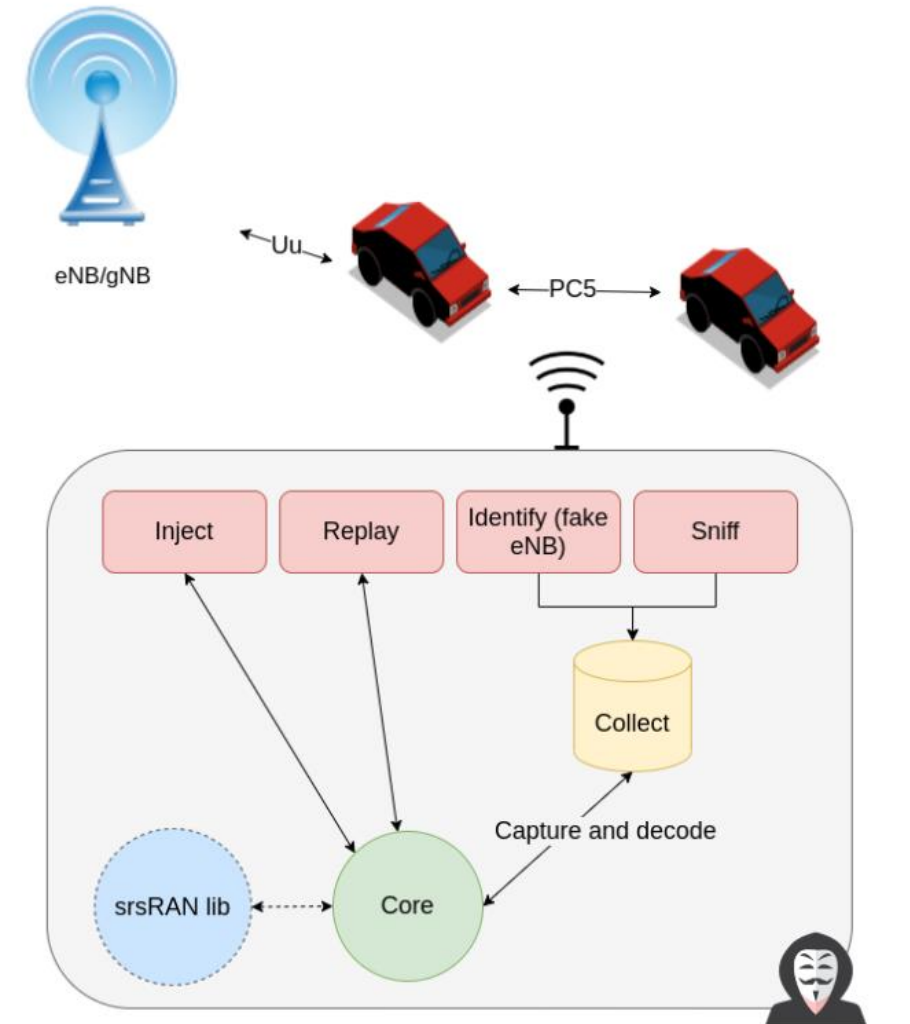 eNB/gNB
Uu
PC5
Inject
Replay
Identify (fake
eNB)
Sniff
Collect
Capture and decode
srsRAN lib
Core